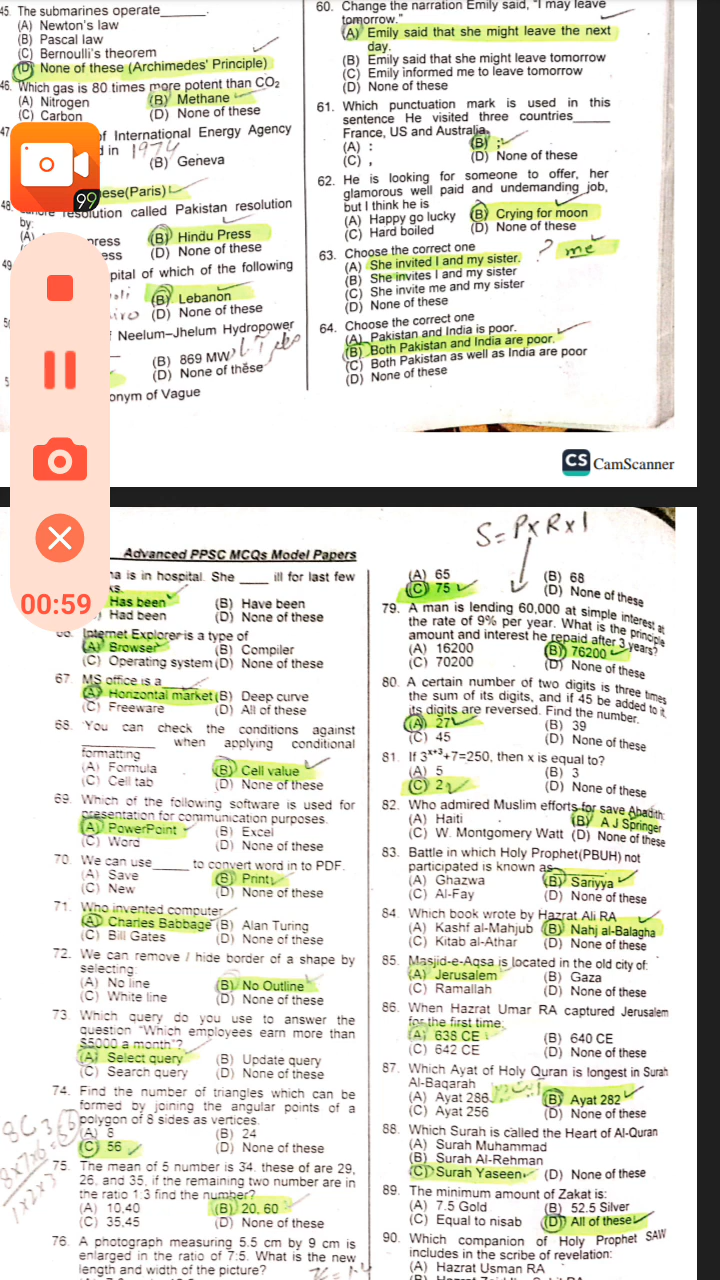 45. The submarines operate_______.
(A) Newton's law
(B) Pascal law
(C) Bernoulli's theorem
(D) None of these (Archimedes' Principle)
46. Which gas is 80 times more potent than CO2
(A) Nitrogen (B) Methane
(C) Carbon (D) None of these
47
of International Energy Agency
d in 1974
(B) Geneva
ese(Paris)
48.
resolution called Pakistan resolution
by:
(A) press (B) Hindu Press
ess (D) None of these
49
pital of which of the following
(B) Lebanon
(D) None of these
50
Neelum–Jhelum Hydropower
(B) 869 MW
(D) None of these
5
onym of Vague
60. Change the narration Emily said, "I may leave
tomorrow."
(A) Emily said that she might leave the next
day.
(B) Emily said that she might leave tomorrow
(C) Emily informed me to leave tomorrow
(D) None of these
61. Which punctuation mark is used in this
sentence He visited three countries_____
France, US and Australia.
(A) : (B) ;
(C) , (D) None of these
62. He is looking for someone to offer, her
glamorous well paid and undemanding job,
but I think he is
(A) Happy go lucky (B) Crying for moon
(C) Hard boiled (D) None of these
63. Choose the correct one
(A) She invited I and my sister. ? me
(B) She invites I and my sister
(C) She invite me and my sister
(D) None of these
64. Choose the correct one
(A) Pakistan and India is poor.
(B) Both Pakistan and India are poor.
(C) Both Pakistan as well as India are poor
(D) None of these
99
00:59
CS CamScanner
Advanced PPSC MCQs Model Papers
na is in hospital. She ____ ill for last few
ks.
Has been (B) Have been
Had been (D) None of these
66. Internet Explorer is a type of
(A) Browser (B) Compiler
(C) Operating system (D) None of these
67. MS office is a
(A) Horizontal market (B) Deep curve
(C) Freeware (D) All of these
68. You can check the conditions against
_________ when applying conditional
formatting
(A) Formula (B) Cell value
(C) Cell tab (D) None of these
69. Which of the following software is used for
presentation for communication purposes.
(A) PowerPoint (B) Excel
(C) Word (D) None of these
70. We can use_____ to convert word in to PDF.
(A) Save (B) Print
(C) New (D) None of these
71. Who invented computer
(A) Charles Babbage (B) Alan Turing
(C) Bill Gates (D) None of these
72. We can remove / hide border of a shape by
selecting:
(A) No line (B) No Outline
(C) White line (D) None of these
73 Which query do you use to answer the
question "Which employees earn more than
$5000 a month"?
(A) Select query (B) Update query
(C) Search query (D) None of these
74. Find the number of triangles which can be
formed by joining the angular points of a
polygon of 8 sides as vertices.
(A) 8 (B) 24
(C) 56 (D) None of these
8C3
8x7x6
1x2x3
75. The mean of 5 number is 34. these are 29,
26, and 35, if the remaining two number are in
the ratio 1:3 find the number?
(A) 10,40 (B) 20, 60
(C) 35,45 (D) None of these
76. A photograph measuring 5.5 cm by 9 cm is
enlarged in the ratio of 7:5. What is the new
length and width of the picture?
S=PxRxI
(A) 65 (B) 68
(C) 75 (D) None of these
79. A man is lending 60,000 at simple interest at
the rate of 9% per year. What is the principle
amount and interest he repaid after 3 years?
(A) 16200 (B) 76200
(C) 70200 (D) None of these
80. A certain number of two digits is three times
the sum of its digits, and if 45 be added to it,
its digits are reversed. Find the number.
(A) 27 (B) 39
(C) 45 (D) None of these
81. If 3^x+3+7=250, then x is equal to?
(A) 5 (B) 3
(C) 2 (D) None of these
82. Who admired Muslim efforts for save Ahadith:
(A) Haiti (B) A J Springer
(C) W. Montgomery Watt (D) None of these
83. Battle in which Holy Prophet(PBUH) not
participated is known as_______
(A) Ghazwa (B) Sariyya
(C) Al-Fay (D) None of these
84. Which book wrote by Hazrat Ali RA
(A) Kashf al-Mahjub (B) Nahj al-Balagha
(C) Kitab al-Athar (D) None of these
85. Masjid-e-Aqsa is located in the old city of:
(A) Jerusalem (B) Gaza
(C) Ramallah (D) None of these
86. When Hazrat Umar RA captured Jerusalem
for the first time.
(A) 638 CE (B) 640 CE
(C) 642 CE (D) None of these
87. Which Ayat of Holy Quran is longest in Surah
Al-Baqarah
(A) Ayat 286 (B) Ayat 282
(C) Ayat 256 (D) None of these
88. Which Surah is called the Heart of Al-Quran
(A) Surah Muhammad
(B) Surah Al-Rehman
(C) Surah Yaseen (D) None of these
89. The minimum amount of Zakat is:
(A) 7.5 Gold (B) 52.5 Silver
(C) Equal to nisab (D) All of these
90. Which companion of Holy Prophet SAW
includes in the scribe of revelation:
(A) Hazrat Usman RA